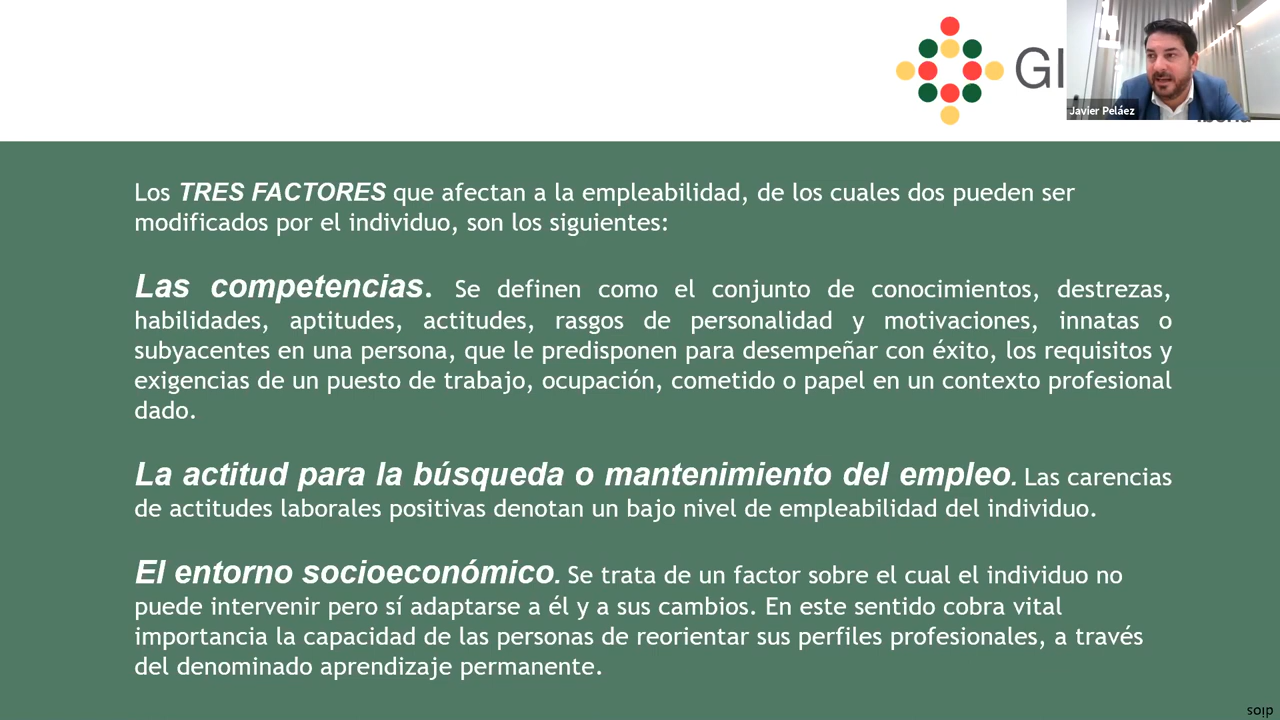 GI
Javier Peláez
Los TRES FACTORES que afectan a la empleabilidad, de los cuales dos pueden ser
modificados por el individuo, son los siguientes:
Las competencias. Se definen como el conjunto de conocimientos, destrezas,
habilidades, aptitudes, actitudes, rasgos de personalidad y motivaciones, innatas o
subyacentes en una persona, que le predisponen para desempeñar con éxito, los requisitos y
exigencias de un puesto de trabajo, ocupación, cometido o papel en un contexto profesional
dado.
La actitud para la búsqueda o mantenimiento del empleo. Las carencias
de actitudes laborales positivas denotan un bajo nivel de empleabilidad del individuo.
El entorno socioeconómico. Se trata de un factor sobre el cual el individuo no
puede intervenir pero sí adaptarse a él y a sus cambios. En este sentido cobra vital
importancia la capacidad de las personas de reorientar sus perfiles profesionales, a través
del denominado aprendizaje permanente.